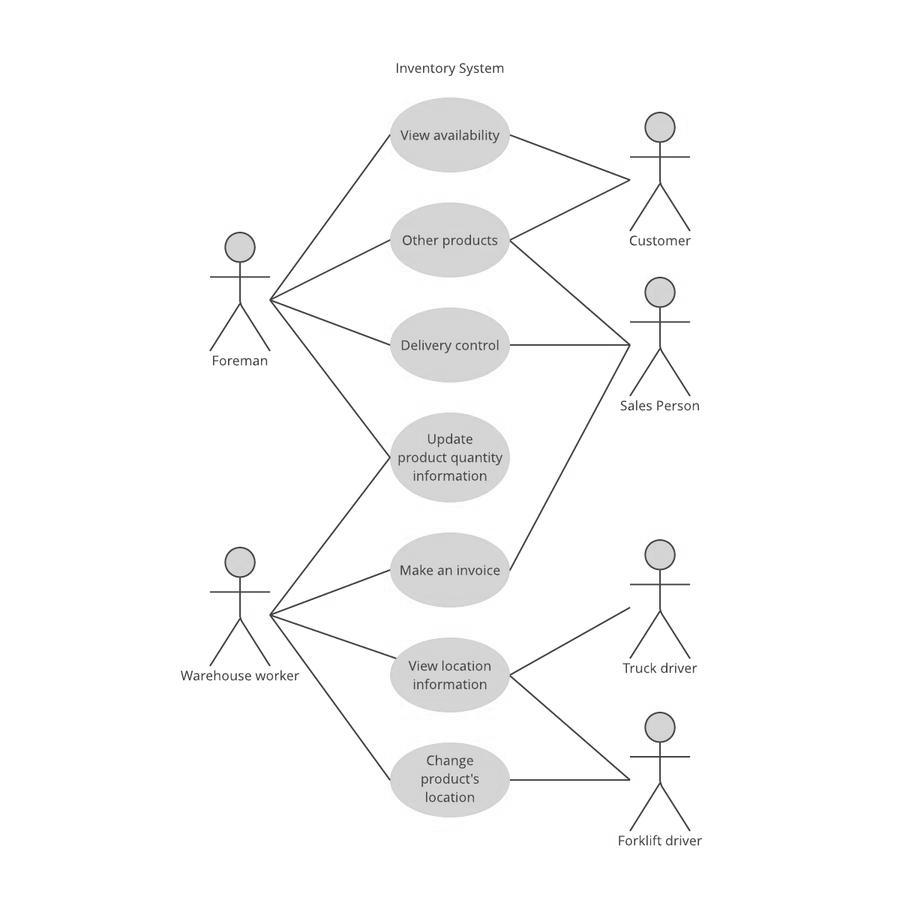 Inventory System
View availability
Customer
Other products
Foreman
Delivery control
Sales Person
Update
product quantity
information
Make an invoice
Warehouse worker
View location
information
Truck driver
Change
product's
location
Forklift driver